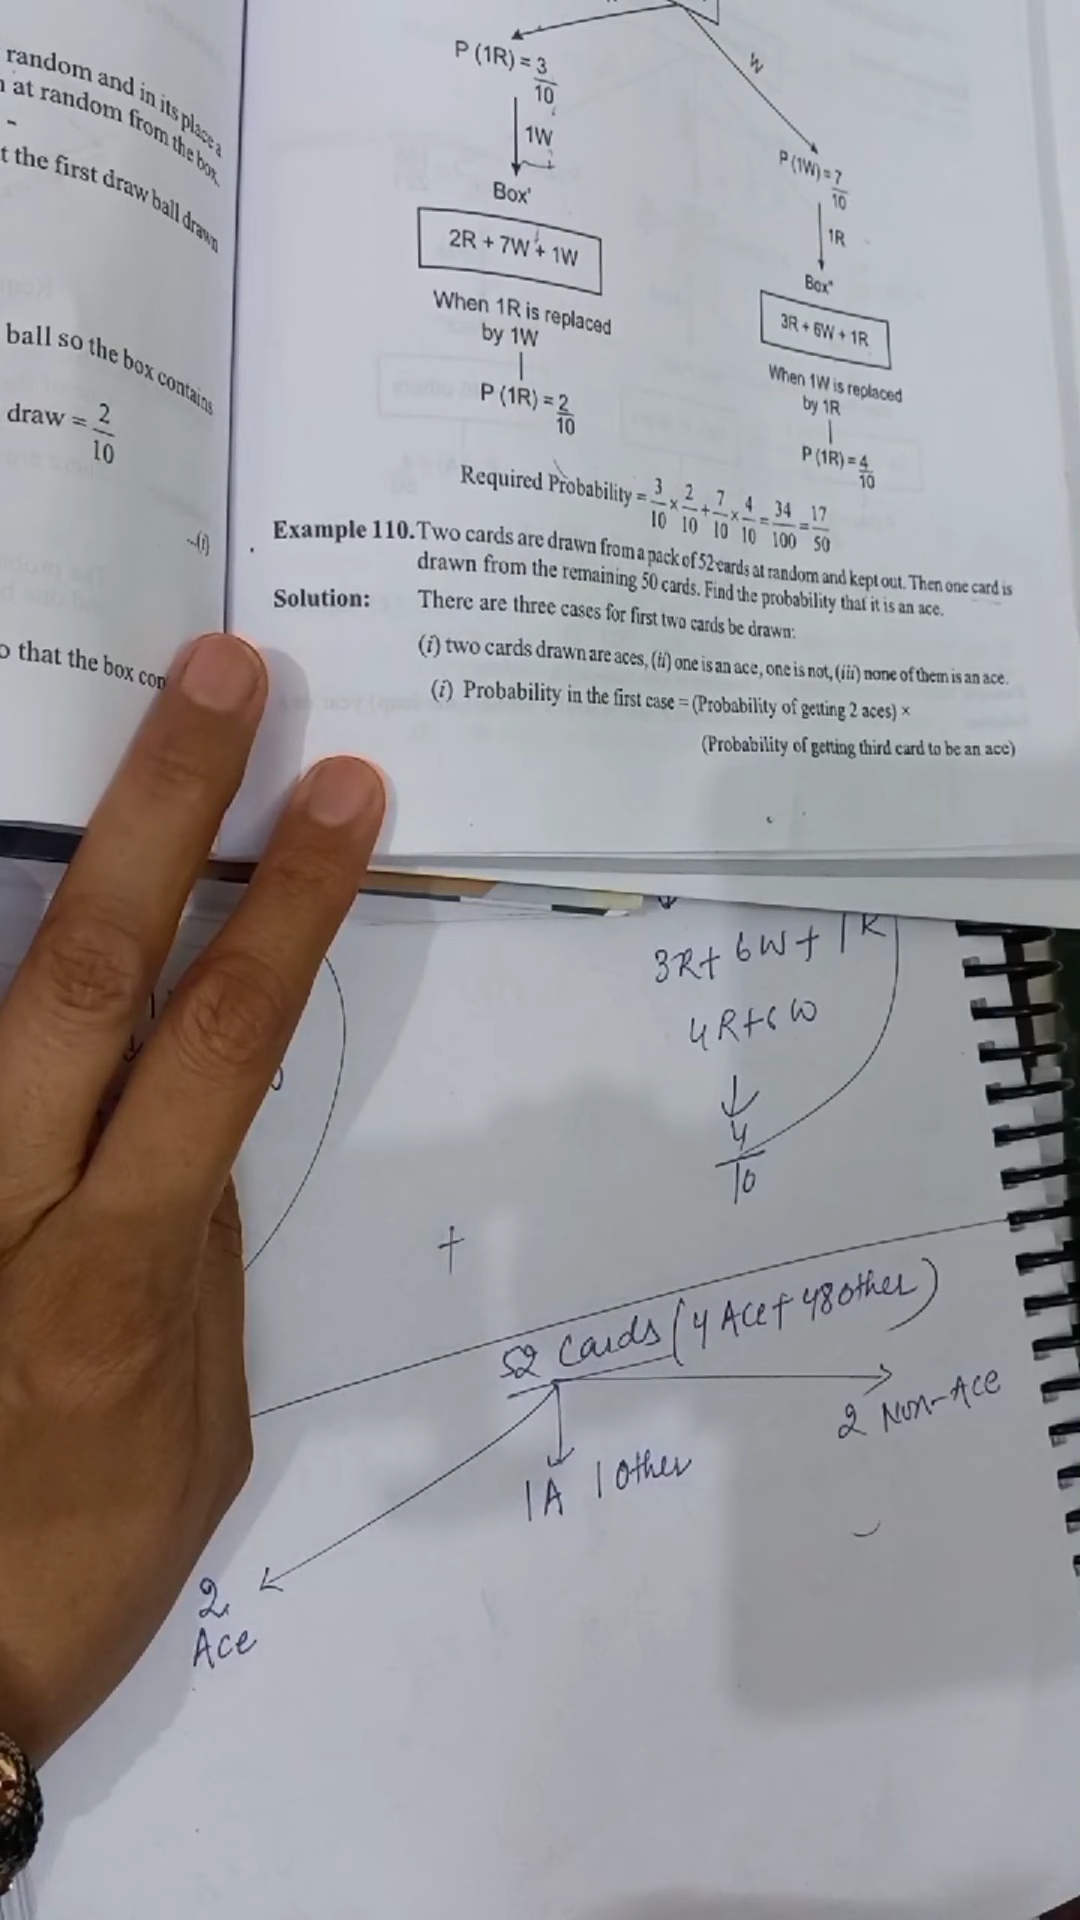 random and in its place a
at random from the box.
t the first draw ball drawn
ball so the box contains
draw = 2/10
...(i)
o that the box con
P (1R) = 3/10
1W
Box'
2R + 7W + 1W
When 1R is replaced
by 1W
P (1R) = 2/10
W
P (1W) = 7/10
1R
Box"
3R + 6W + 1R
When 1W is replaced
by 1R
P (1R) = 4/10
Required Probability = 3/10 × 2/10 + 7/10 × 4/10 = 34/100 = 17/50
Example 110. Two cards are drawn from a pack of 52 cards at random and kept out. Then one card is
drawn from the remaining 50 cards. Find the probability that it is an ace.
Solution: There are three cases for first two cards be drawn:
(i) two cards drawn are aces, (ii) one is an ace, one is not, (iii) none of them is an ace.
(i) Probability in the first case = (Probability of getting 2 aces) ×
(Probability of getting third card to be an ace)
3R+ 6W+ 1R
4R+6W
4/10
+
52 Cards (4 Ace+ 48 other)
2 Non-Ace
1A 1 Other
2
Ace